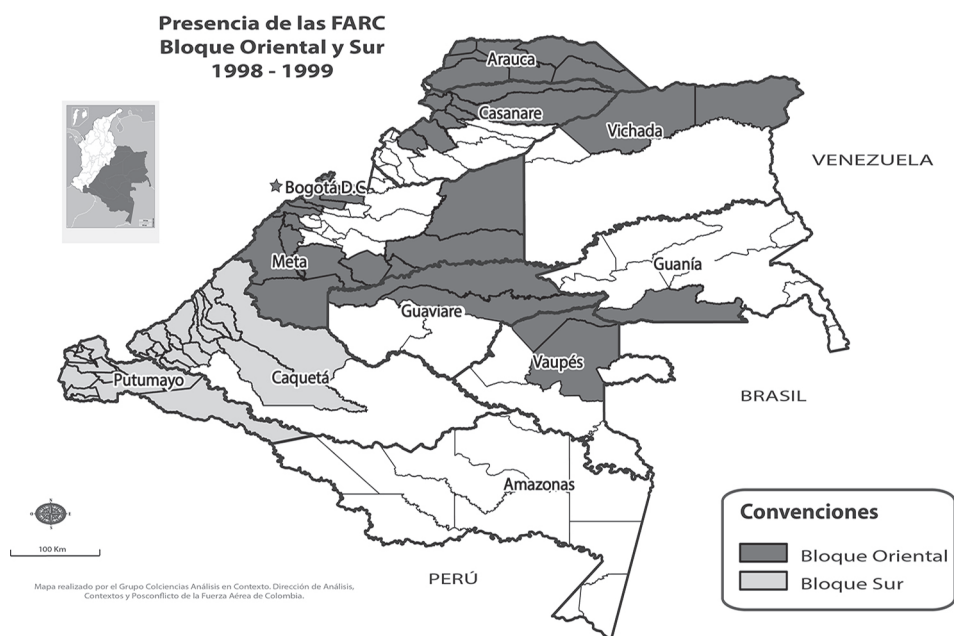 Presencia de las FARC
Bloque Oriental y Sur
1998 - 1999
Arauca
Casanare
Vichada
VENEZUELA
Bogotá D.C.
Meta
Guanía
Guaviare
Vaupés
Putumayo
Caquetá
BRASIL
Amazonas
PERÚ
100 Km
Convenciones
Bloque Oriental
Bloque Sur
Mapa realizado por el Grupo Colciencias Análisis en Contexto. Dirección de Análisis,
Contextos y Posconflicto de la Fuerza Aérea de Colombia.